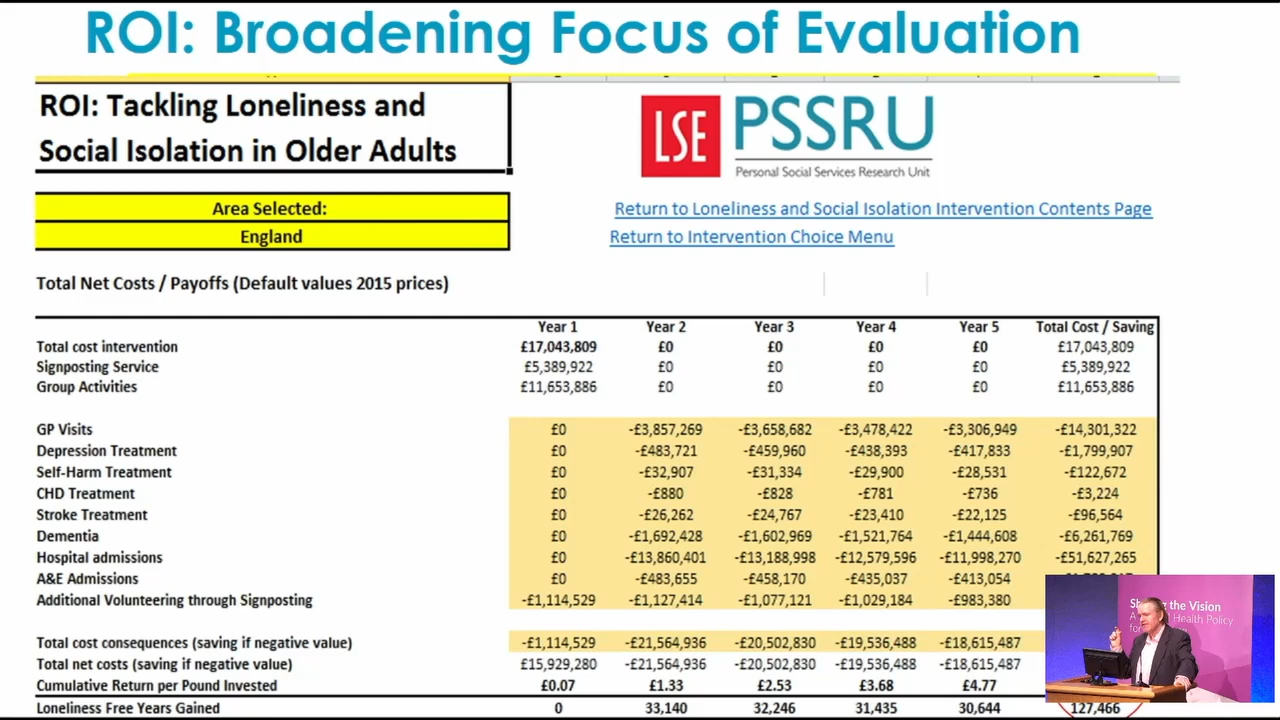 ROI: Broadening Focus of Evaluation
ROI: Tackling Loneliness and
Social Isolation in Older Adults
LSE PSSRU
Personal Social Services Research Unit
Area Selected:
England
Return to Loneliness and Social Isolation Intervention Contents Page
Return to Intervention Choice Menu
Total Net Costs / Payoffs (Default values 2015 prices)
Year 1 Year 2 Year 3 Year 4 Year 5 Total Cost / Saving
Total cost intervention £17,043,809 £0 £0 £0 £0 £17,043,809
Signposting Service £5,389,922 £0 £0 £0 £0 £5,389,922
Group Activities £11,653,886 £0 £0 £0 £0 £11,653,886
GP Visits £0 -£3,857,269 -£3,658,682 -£3,478,422 -£3,306,949 -£14,301,322
Depression Treatment £0 -£483,721 -£459,960 -£438,393 -£417,833 -£1,799,907
Self-Harm Treatment £0 -£32,907 -£31,334 -£29,900 -£28,531 -£122,672
CHD Treatment £0 -£880 -£828 -£781 -£736 -£3,224
Stroke Treatment £0 -£26,262 -£24,767 -£23,410 -£22,125 -£96,564
Dementia £0 -£1,692,428 -£1,602,969 -£1,521,764 -£1,444,608 -£6,261,769
Hospital admissions £0 -£13,860,401 -£13,188,998 -£12,579,596 -£11,998,270 -£51,627,265
A&E Admissions £0 -£483,655 -£458,170 -£435,037 -£413,054
Additional Volunteering through Signposting -£1,114,529 -£1,127,414 -£1,077,121 -£1,029,184 -£983,380
Total cost consequences (saving if negative value) -£1,114,529 -£21,564,936 -£20,502,830 -£19,536,488 -£18,615,487
Total net costs (saving if negative value) £15,929,280 -£21,564,936 -£20,502,830 -£19,536,488 -£18,615,487
Cumulative Return per Pound Invested £0.07 £1.33 £2.53 £3.68 £4.77
Loneliness Free Years Gained 0 33,140 32,246 31,435 30,644 127,466
the Vision
Health Policy
for